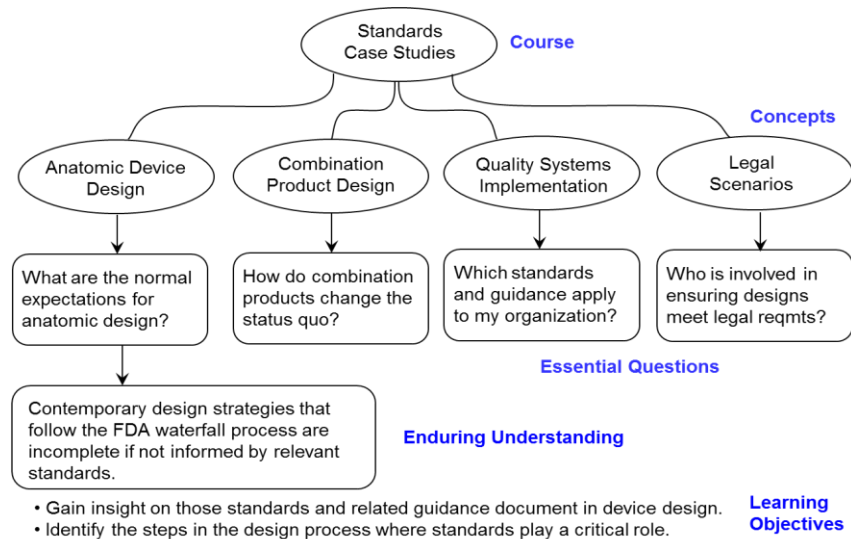 Standards
Case Studies
Course
Concepts
Anatomic Device
Design
Combination
Product Design
Quality Systems
Implementation
Legal
Scenarios
What are the normal
expectations for
anatomic design?
How do combination
products change the
status quo?
Which standards
and guidance apply
to my organization?
Who is involved in
ensuring designs
meet legal reqmts?
Essential Questions
Contemporary design strategies that
follow the FDA waterfall process are
incomplete if not informed by relevant
standards.
Enduring Understanding
• Gain insight on those standards and related guidance document in device design.
• Identify the steps in the design process where standards play a critical role.
Learning
Objectives